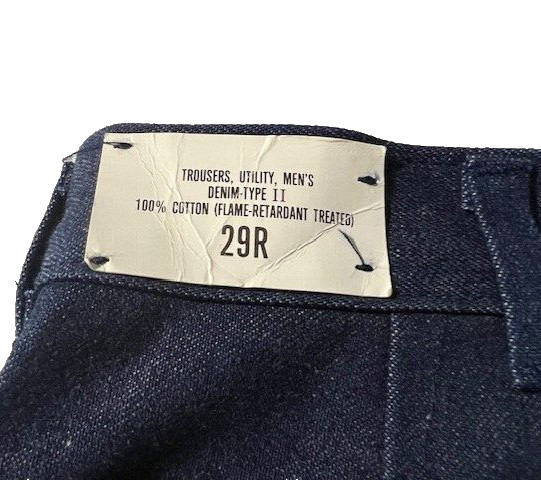 TROUSERS, UTILITY, MEN'S
DENIM-TYPE II
100% COTTON (FLAME-RETARDANT TREATED)
29R